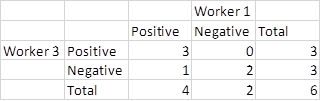 Worker 1
Positive Negative Total
Worker 3 Positive 3 0 3
Negative 1 2 3
Total 4 2 6